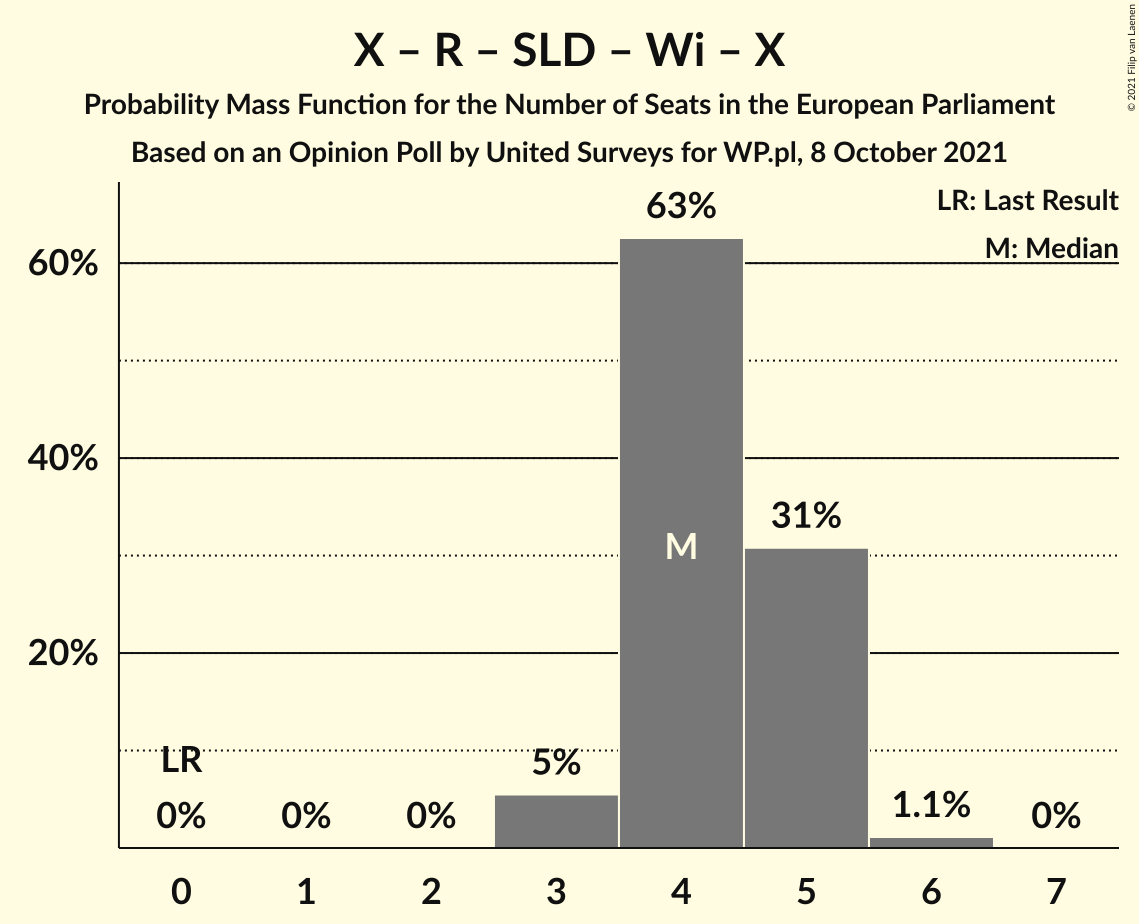 X – R – SLD – Wi – X
Probability Mass Function for the Number of Seats in the European Parliament
Based on an Opinion Poll by United Surveys for WP.pl, 8 October 2021
© 2021 Filip van Laenen
LR: Last Result
M: Median
63%
60%
40%
31%
M
20%
LR
5%
0%
0%
0%
1.1%
0%
0 1 2 3 4 5 6 7